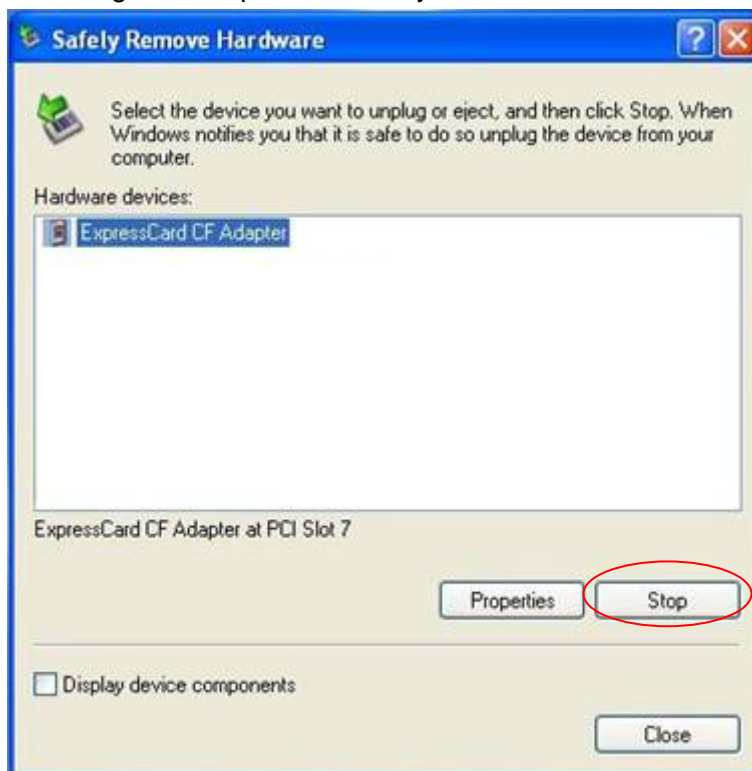 Safely Remove Hardware
Select the device you want to unplug or eject, and then click Stop. When
Windows notifies you that it is safe to do so unplug the device from your
computer.
Hardware devices:
ExpressCard CF Adapter
ExpressCard CF Adapter at PCI Slot 7
Properties Stop
Display device components
Close